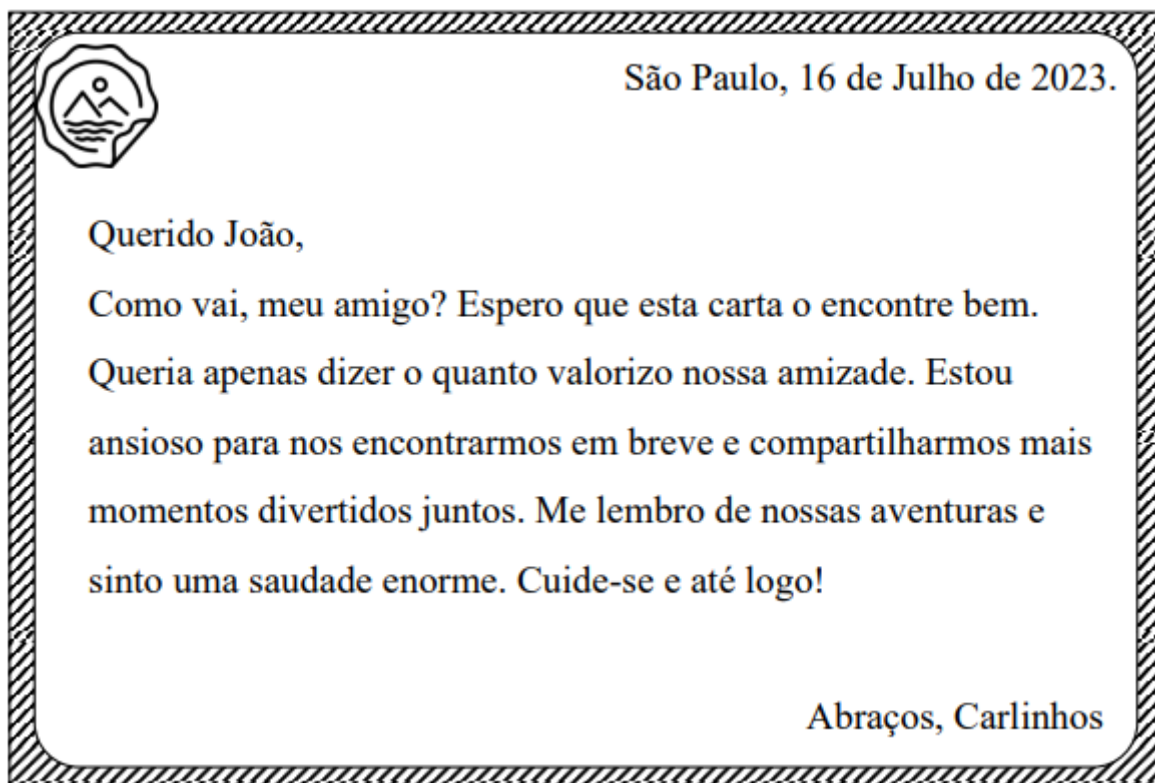 São Paulo, 16 de Julho de 2023.
Querido João,
Como vai, meu amigo? Espero que esta carta o encontre bem.
Queria apenas dizer o quanto valorizo nossa amizade. Estou
ansioso para nos encontrarmos em breve e compartilharmos mais
momentos divertidos juntos. Me lembro de nossas aventuras e
sinto uma saudade enorme. Cuide-se e até logo!
Abraços, Carlinhos